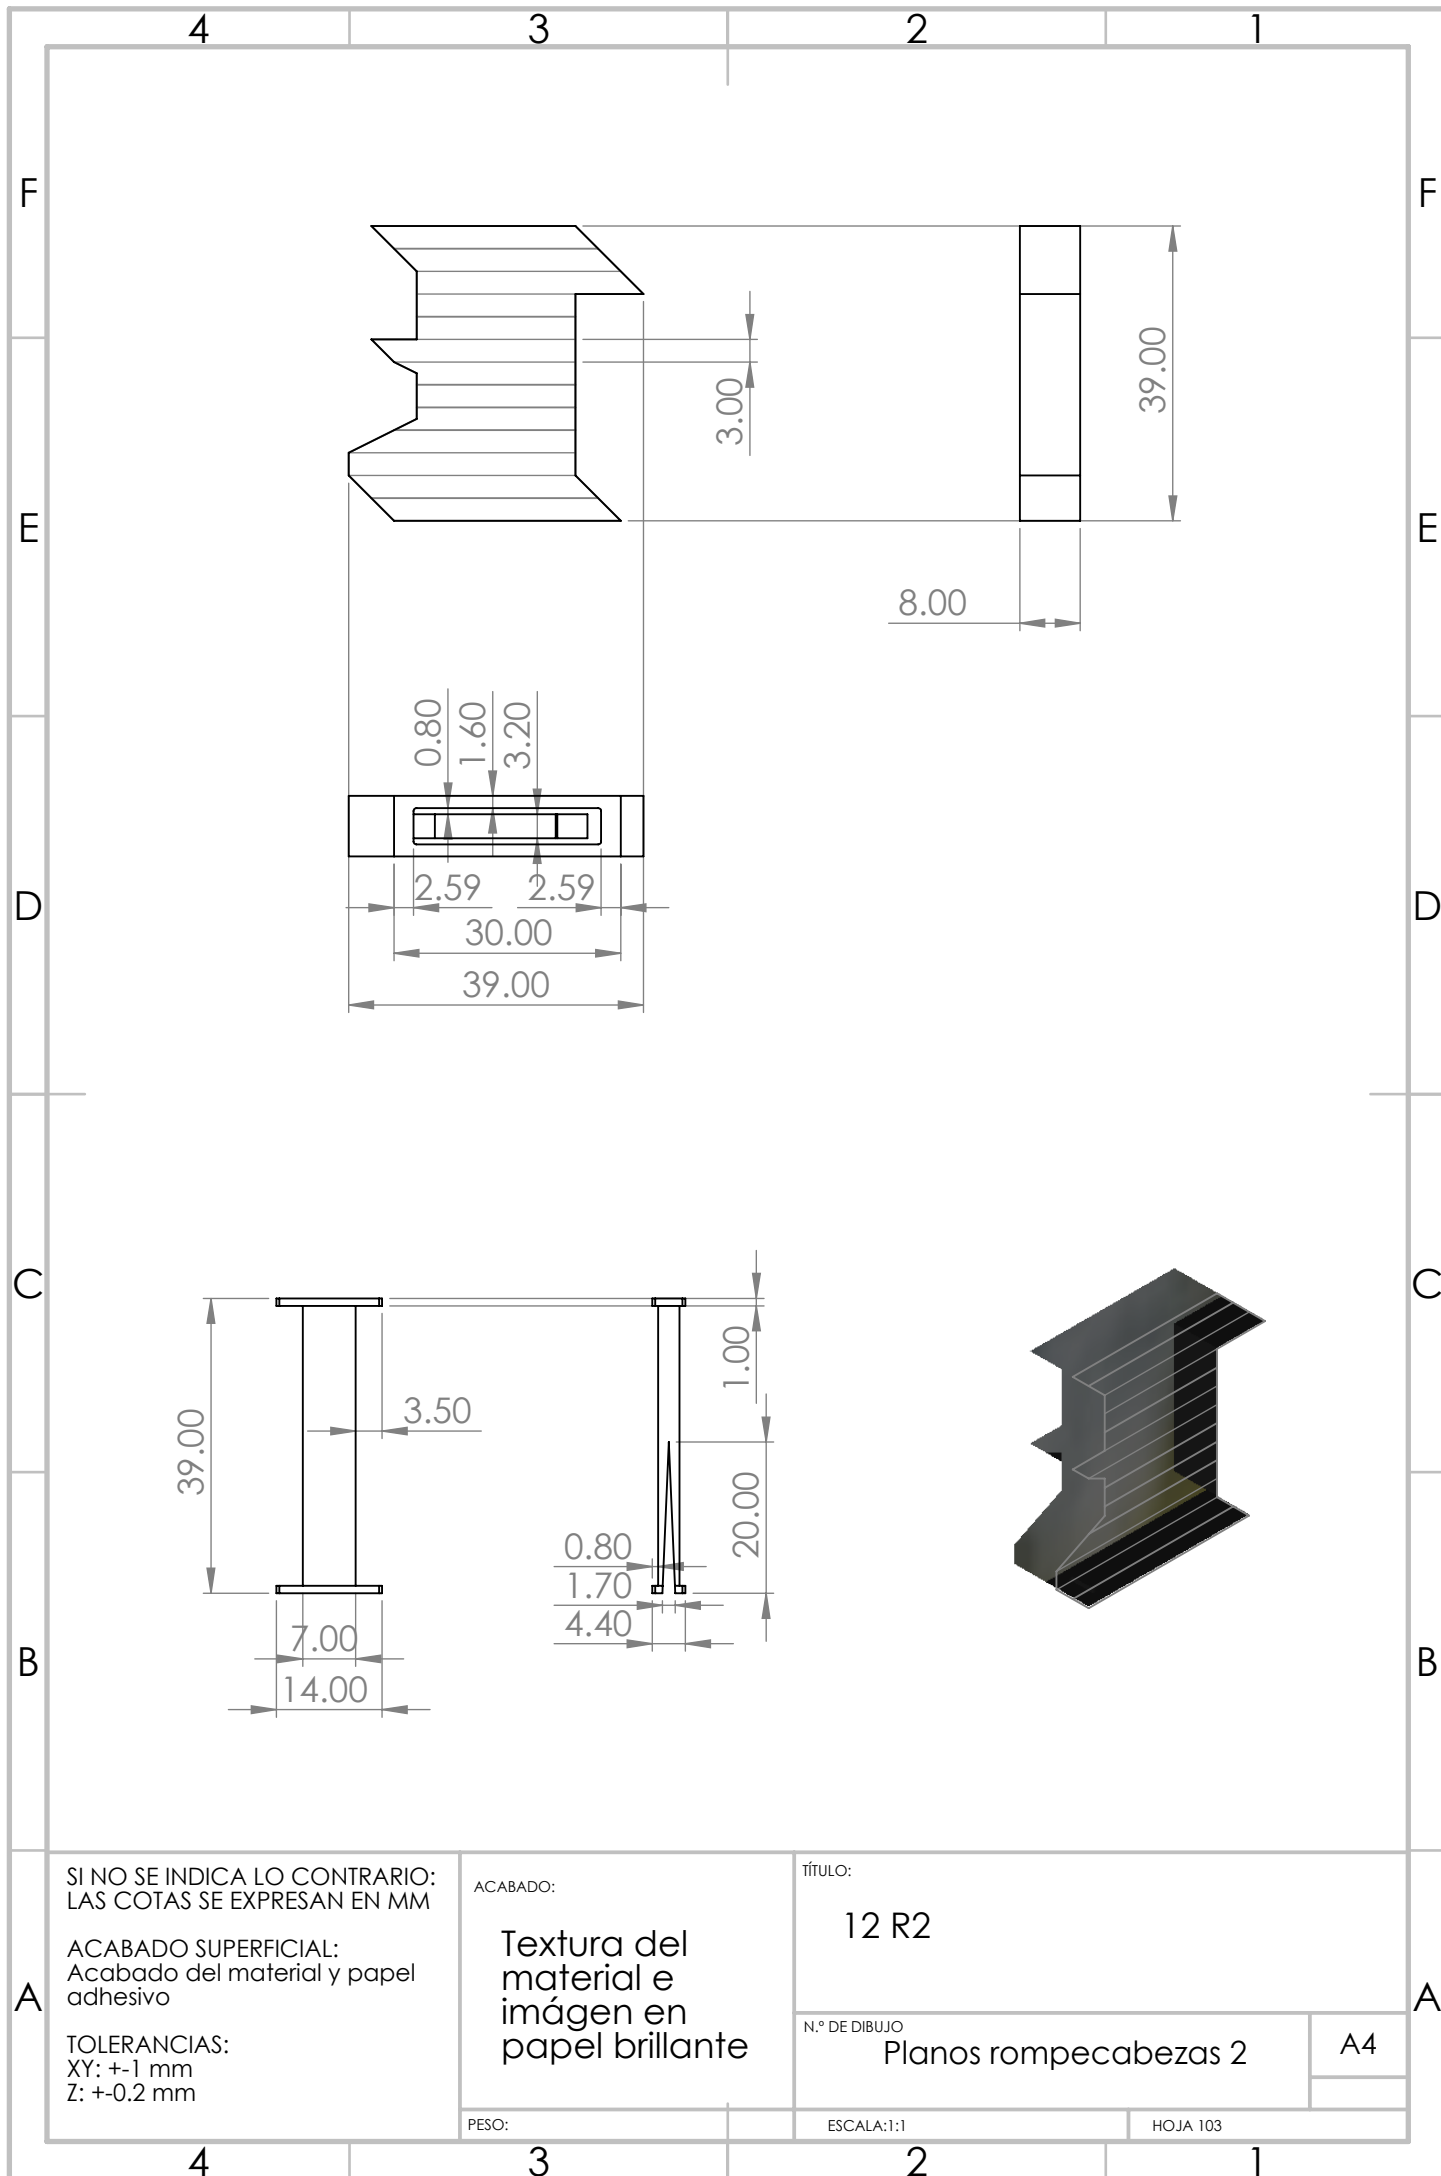 4 3 2 1
F F
E E
D D
C C
B B
A A
3.00
39.00
8.00
0.80
1.60
3.20
2.59 2.59
30.00
39.00
39.00
3.50
7.00
14.00
1.00
20.00
0.80
1.70
4.40
SI NO SE INDICA LO CONTRARIO:
LAS COTAS SE EXPRESAN EN MM
ACABADO SUPERFICIAL:
Acabado del material y papel
adhesivo
TOLERANCIAS:
XY: +-1 mm
Z: +-0.2 mm
ACABADO:
Textura del
material e
imágen en
papel brillante
PESO:
TÍTULO:
12 R2
N.º DE DIBUJO
Planos rompecabezas 2
A4
ESCALA:1:1
HOJA 103
4 3 2 1